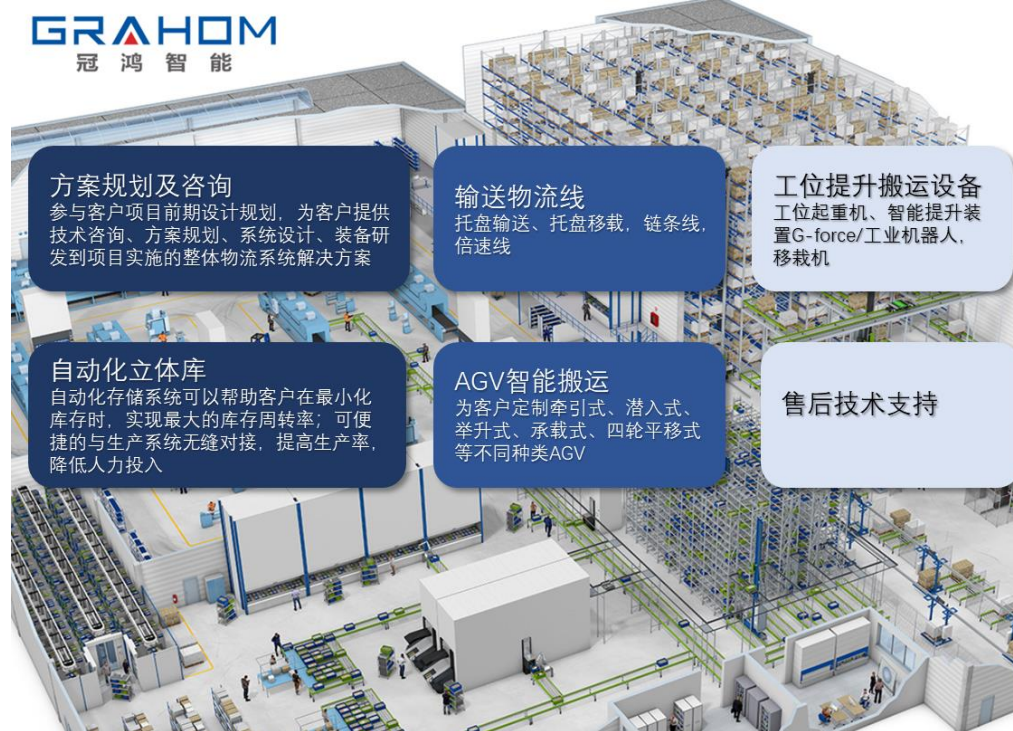 GRAHOM
冠鸿智能
方案规划及咨询
参与客户项目前期设计规划，为客户提供
技术咨询、方案规划、系统设计、装备研
发到项目实施的整体物流系统解决方案
输送物流线
托盘输送、托盘移载，链条线，
倍速线
工位提升搬运设备
工位起重机、智能提升装
置G-force/工业机器人，
移栽机
自动化立体库
自动化存储系统可以帮助客户在最小化
库存时，实现最大的库存周转率；可便
捷的与生产系统无缝对接，提高生产率，
降低人力投入
AGV智能搬运
为客户定制牵引式、潜入式、
举升式、承载式、四轮平移式
等不同种类AGV
售后技术支持